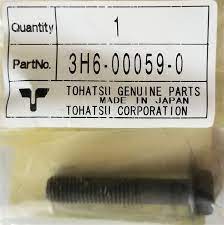 Quantity 1
PartNo. 3H6-00059-0
TOHATSU GENUINE PARTS
MADE IN JAPAN
TOHATSU CORPORATION